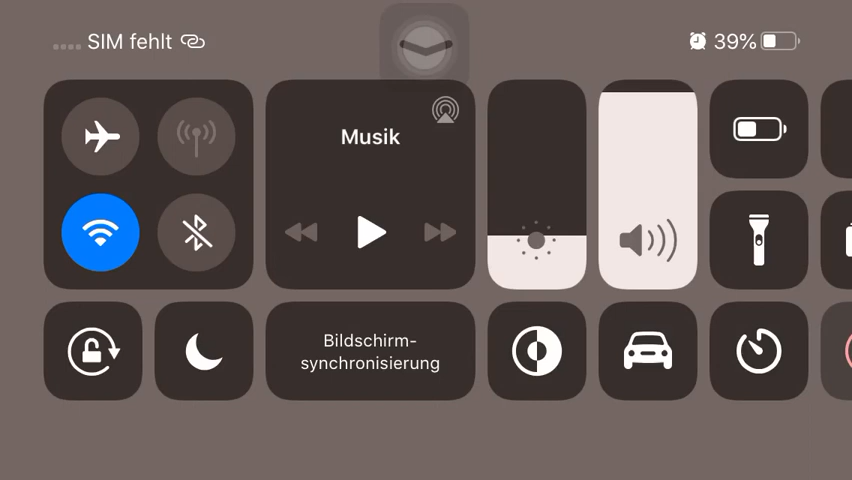 SIM fehlt
39%
Musik
Bildschirm-
synchronisierung